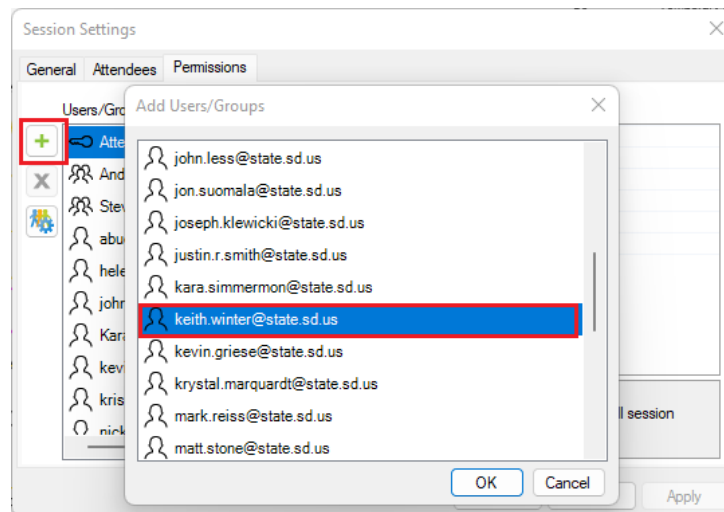 Session Settings
General Attendees Permissions
Users/Gro
Add Users/Groups
Atte
And
Stev
abu
hele
john
Kara
kevi
kris
nick
john.less@state.sd.us
jon.suomala@state.sd.us
joseph.klewicki@state.sd.us
justin.r.smith@state.sd.us
kara.simmermon@state.sd.us
keith.winter@state.sd.us
kevin.griese@state.sd.us
krystal.marquardt@state.sd.us
mark.reiss@state.sd.us
matt.stone@state.sd.us
ll session
OK Cancel
Apply